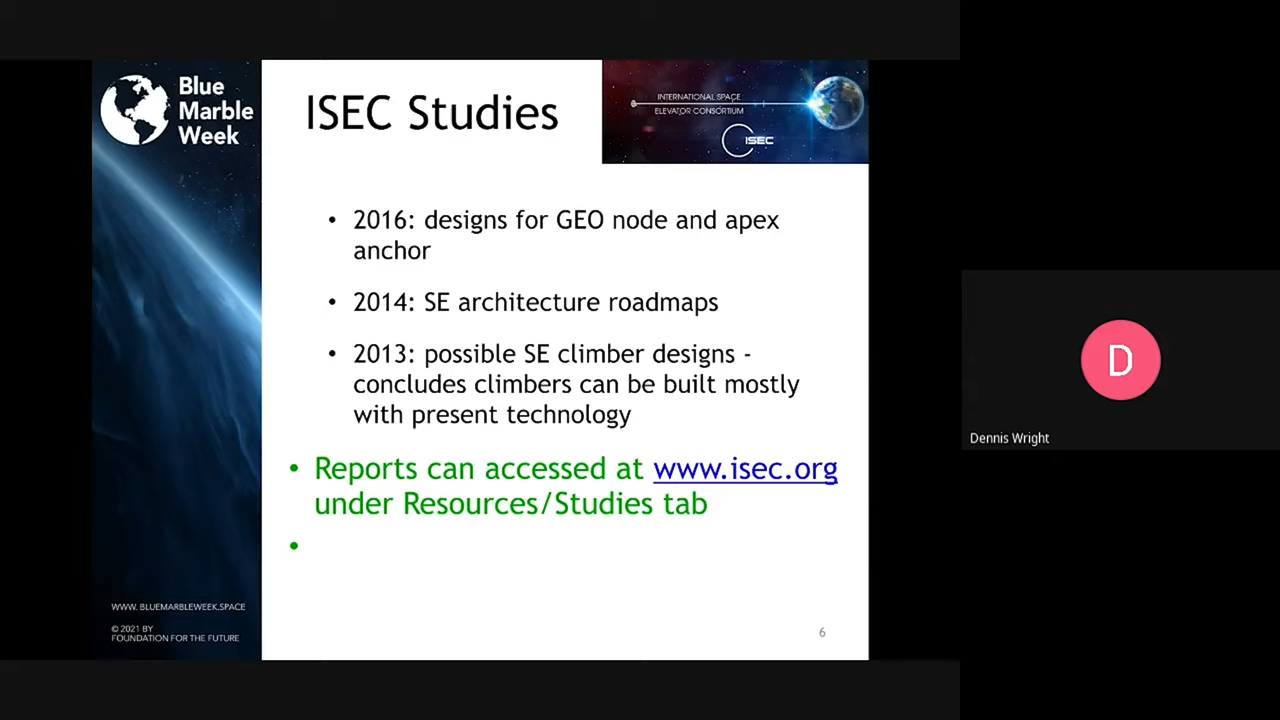 Blue
Marble
Week
ISEC Studies
INTERNATIONAL SPACE
ELEVATOR CONSORTIUM
ISEC
• 2016: designs for GEO node and apex
anchor
• 2014: SE architecture roadmaps
• 2013: possible SE climber designs -
concludes climbers can be built mostly
with present technology
• Reports can accessed at www.isec.org
under Resources/Studies tab
•
WWW. BLUEMARBLEWEEK.SPACE
© 2021 BY
FOUNDATION FOR THE FUTURE
6
D
Dennis Wright